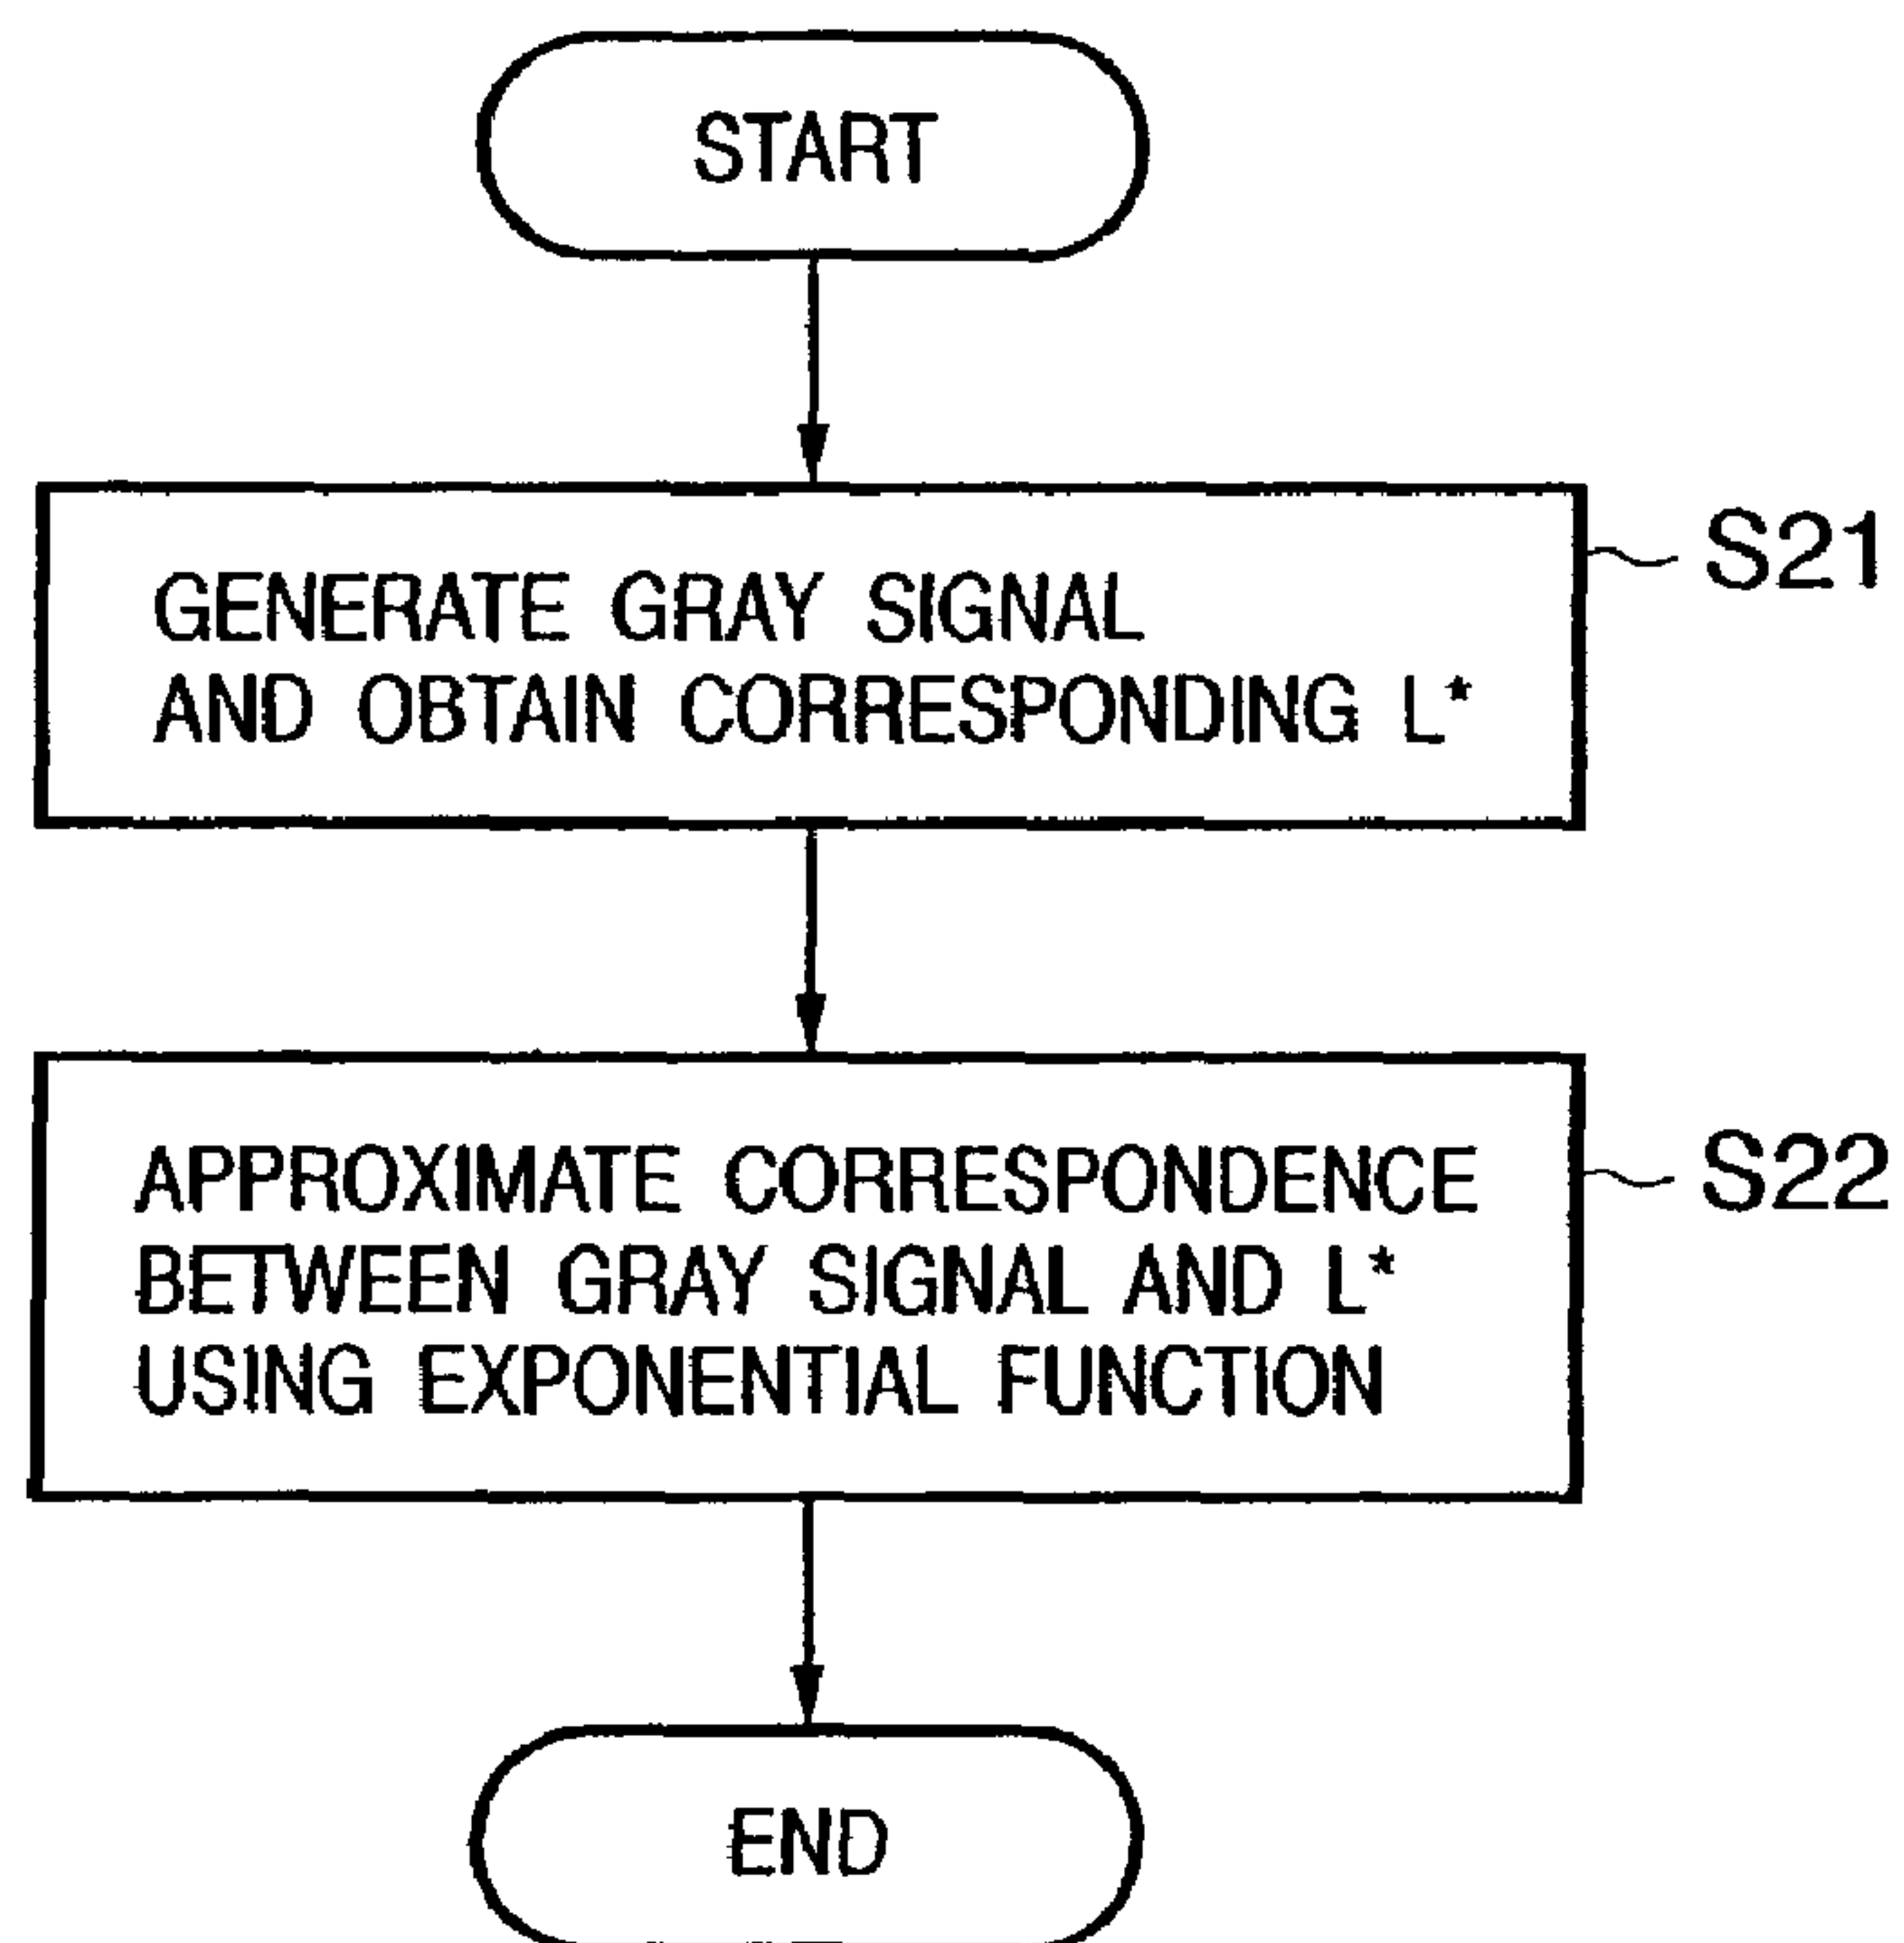 START
GENERATE GRAY SIGNAL
AND OBTAIN CORRESPONDING L*
S21
APPROXIMATE CORRESPONDENCE
BETWEEN GRAY SIGNAL AND L*
USING EXPONENTIAL FUNCTION
S22
END